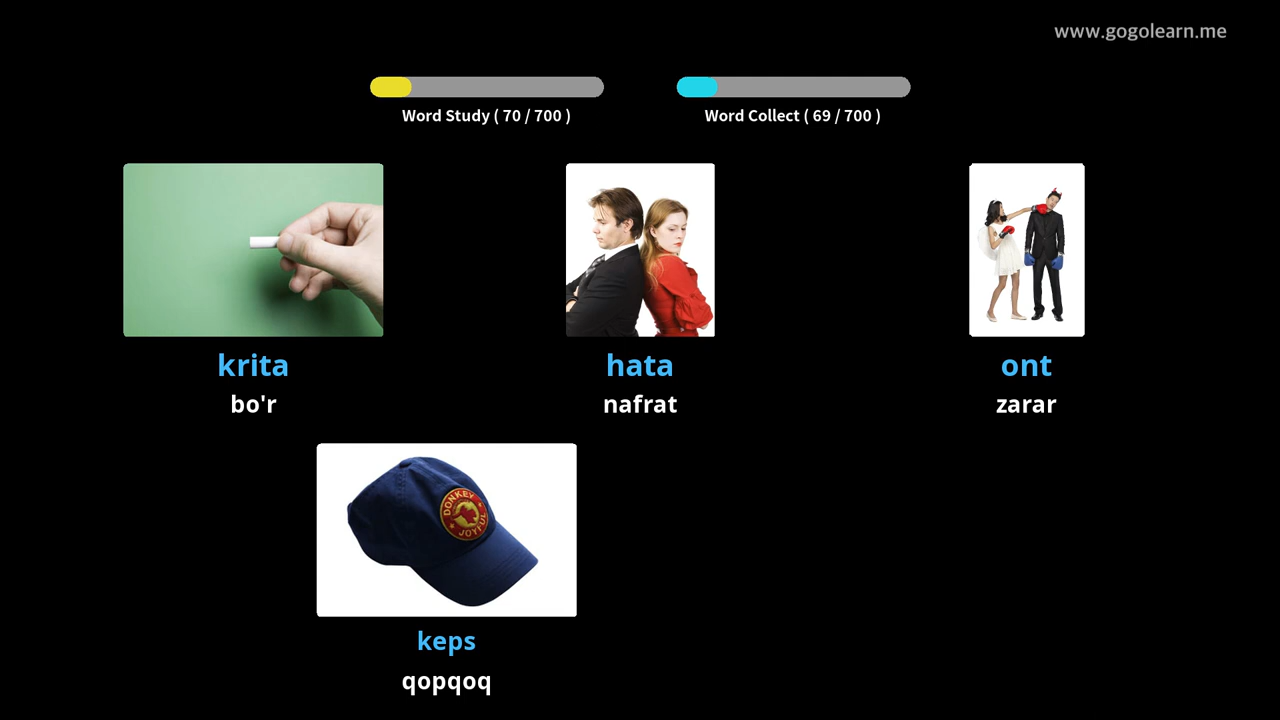 www.gogolearn.me
Word Study ( 70 / 700 )
Word Collect ( 69 / 700 )
krita
bo'r
hata
nafrat
ont
zarar
DONKEY
JOYFUL
keps
qopqoq